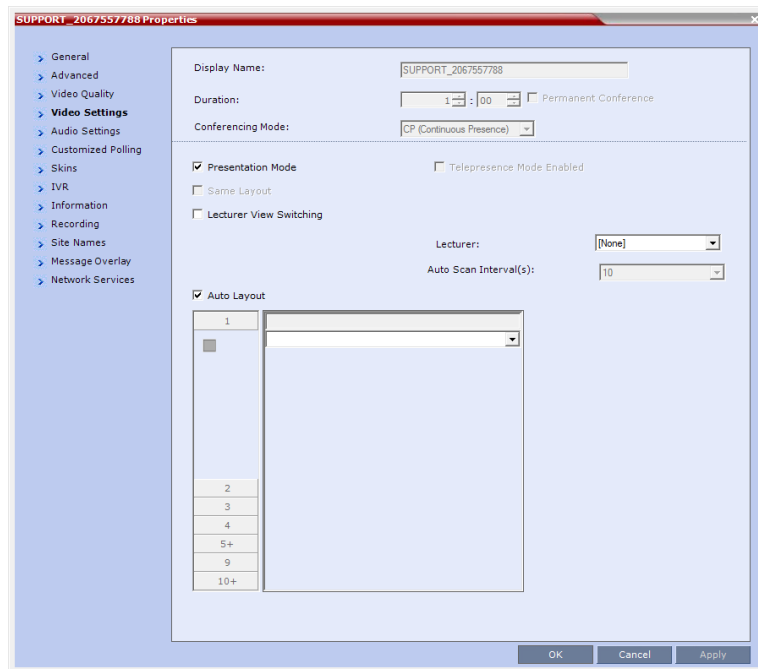 SUPPORT_2067557788 Properties
General
Advanced
Video Quality
Video Settings
Audio Settings
Customized Polling
Skins
IVR
Information
Recording
Site Names
Message Overlay
Network Services
Display Name: SUPPORT_2067557788
Duration: 1 : 00 Permanent Conference
Conferencing Mode: CP (Continuous Presence)
Presentation Mode Telepresence Mode Enabled
Same Layout
Lecturer View Switching
Lecturer: [None]
Auto Scan Interval(s): 10
Auto Layout
1
2
3
4
5+
9
10+
OK Cancel Apply